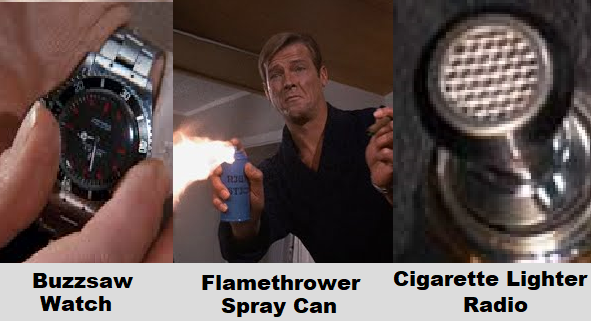 Buzzsaw
Watch
Flamethrower
Spray Can
Cigarette Lighter
Radio